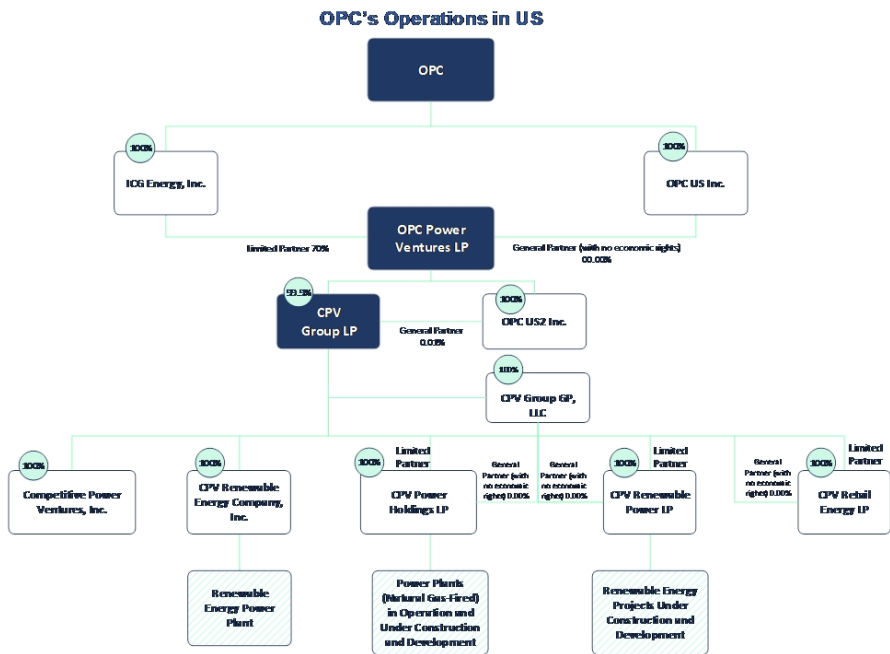 OPC's Operations in US
OPC
100%
ICG Energy, Inc.
100%
OPC US Inc.
OPC Power
Ventures LP
Limited Partner 70%
General Partner (with no economic rights)
00.00%
99.9%
CPV
Group LP
100%
OPC US2 Inc.
General Partner
0.01%
100%
CPV Group GP,
LLC
100%
Competitive Power
Ventures, Inc.
100%
CPV Renewable
Energy Company,
Inc.
Limited
Partner
100%
CPV Power
Holdings LP
General
Partner (with
no economic
rights) 0.00%
General
Partner (with
no economic
rights) 0.00%
Limited
Partner
100%
CPV Renewable
Power LP
General
Partner (with
no economic
rights) 0.00%
Limited
Partner
100%
CPV Retail
Energy LP
Renewable
Energy Power
Plant
Power Plants
(Natural Gas-Fired)
in Operation and
Under Construction
and Development
Renewable Energy
Projects Under
Construction and
Development